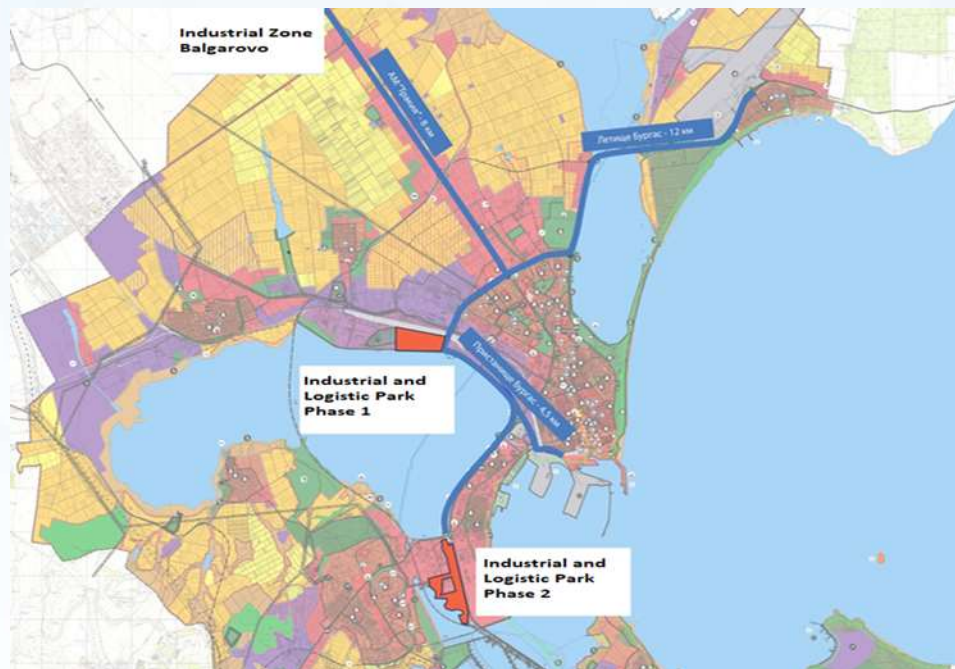 Industrial Zone
Balgarovo
АМ "Тракия" - 8 км
Летище Бургас - 12 км
Industrial and
Logistic Park
Phase 1
Пристанище Бургас - 4,5 км
Industrial and
Logistic Park
Phase 2